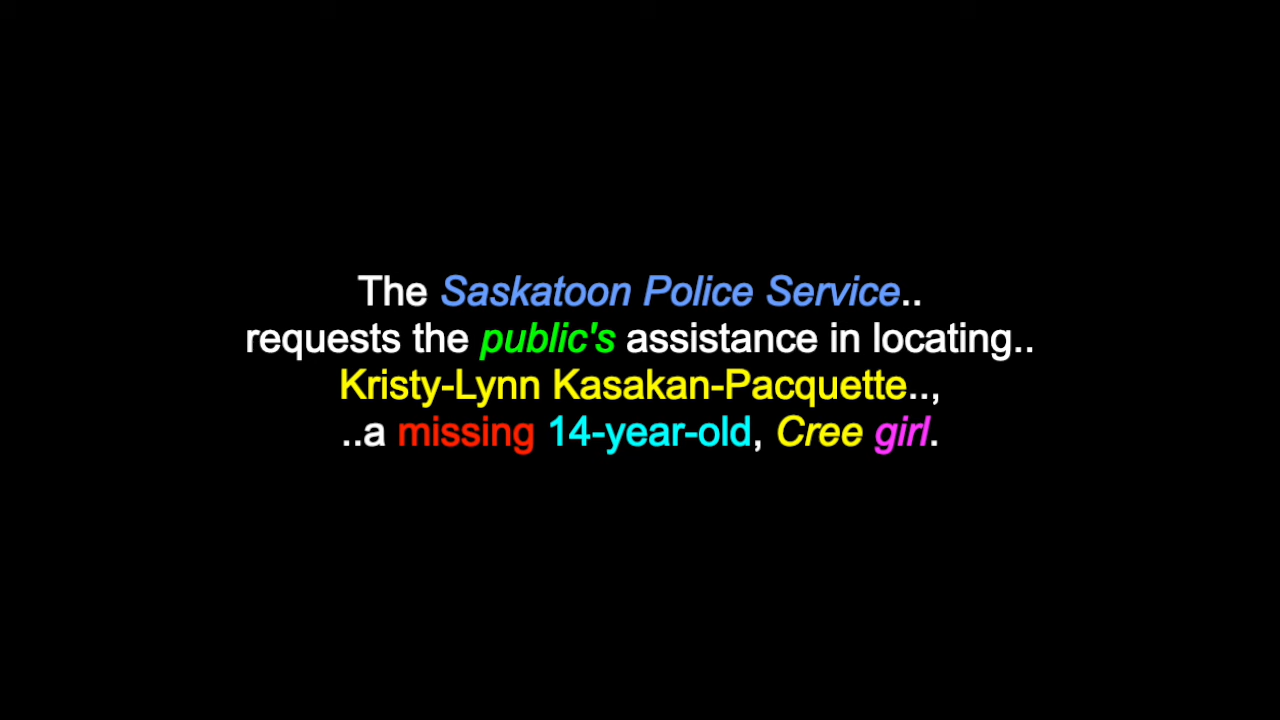 The Saskatoon Police Service..
requests the public's assistance in locating..
Kristy-Lynn Kasakan-Pacquette..,
..a missing 14-year-old, Cree girl.